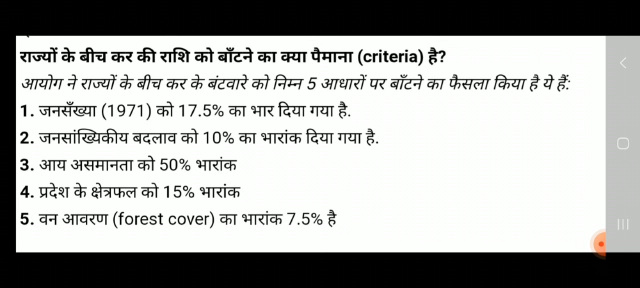 राज्यों के बीच कर की राशि को बाँटने का क्या पैमाना (criteria) है?
आयोग ने राज्यों के बीच कर के बंटवारे को निम्न 5 आधारों पर बाँटने का फैसला किया है ये हैं:
1. जनसँख्या (1971) को 17.5% का भार दिया गया है.
2. जनसांख्यिकीय बदलाव को 10% का भारांक दिया गया है.
3. आय असमानता को 50% भारांक
4. प्रदेश के क्षेत्रफल को 15% भारांक
5. वन आवरण (forest cover) का भारांक 7.5% है